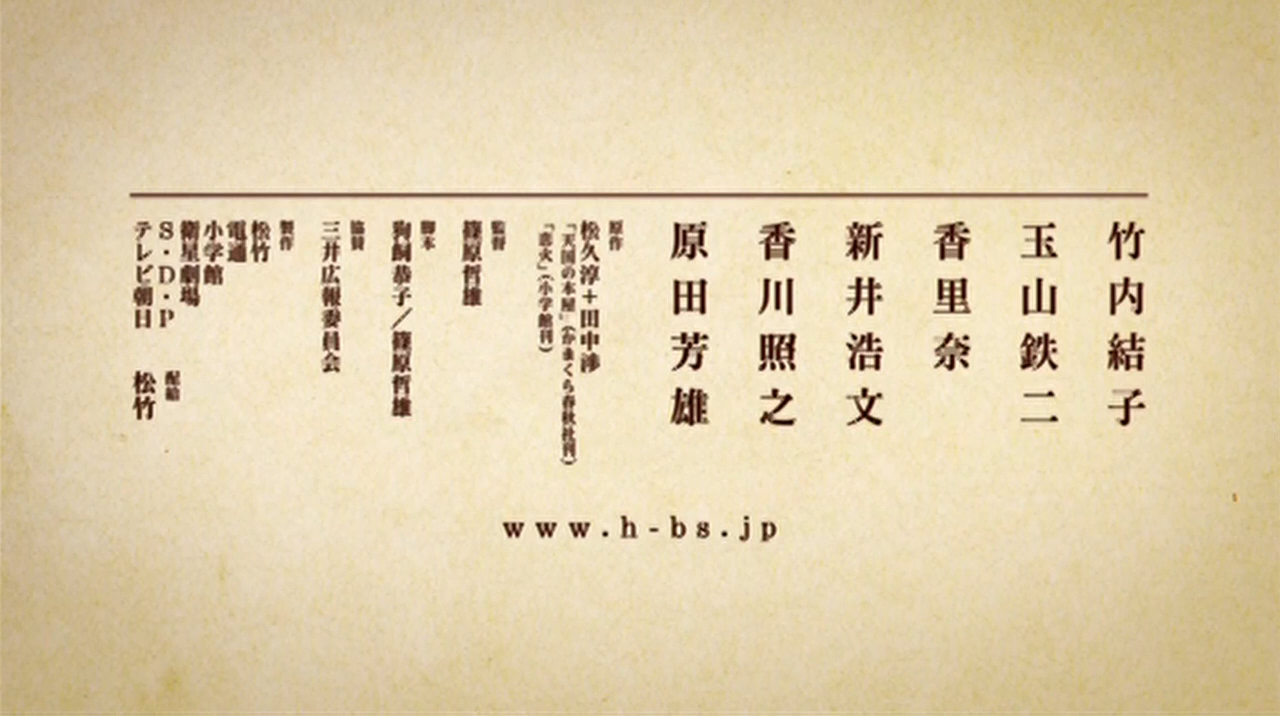 竹内結子
玉山鉄二
香里奈
新井浩文
香川照之
原田芳雄
原作
松久淳+田中渉
「天国の本屋」(かまくら春秋社刊)
「恋火」(小学館刊)
監督
篠原哲雄
脚本
狗飼恭子/篠原哲雄
協賛
三井広報委員会
製作
松竹
電通
小学館
衛星劇場
S・D・P
テレビ朝日
配給
松竹
www.h-bs.jp